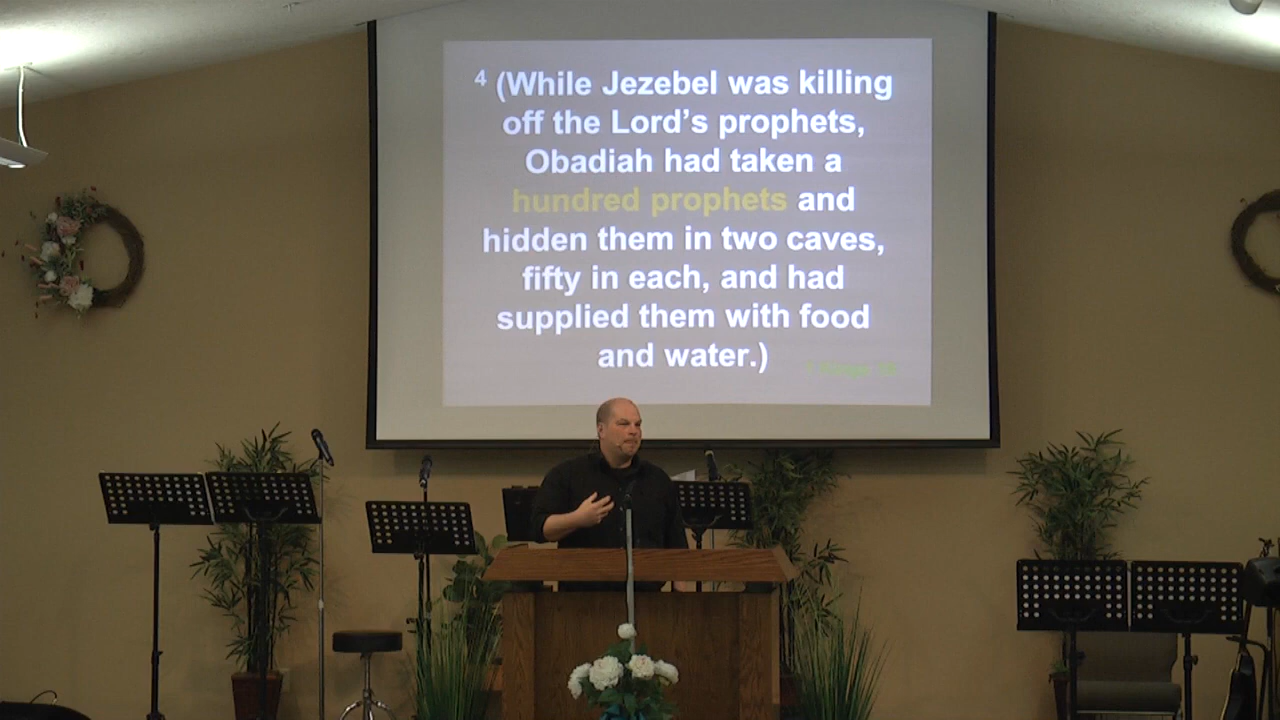 4 (While Jezebel was killing
off the Lord's prophets,
Obadiah had taken a
hundred prophets and
hidden them in two caves,
fifty in each, and had
supplied them with food
and water.)